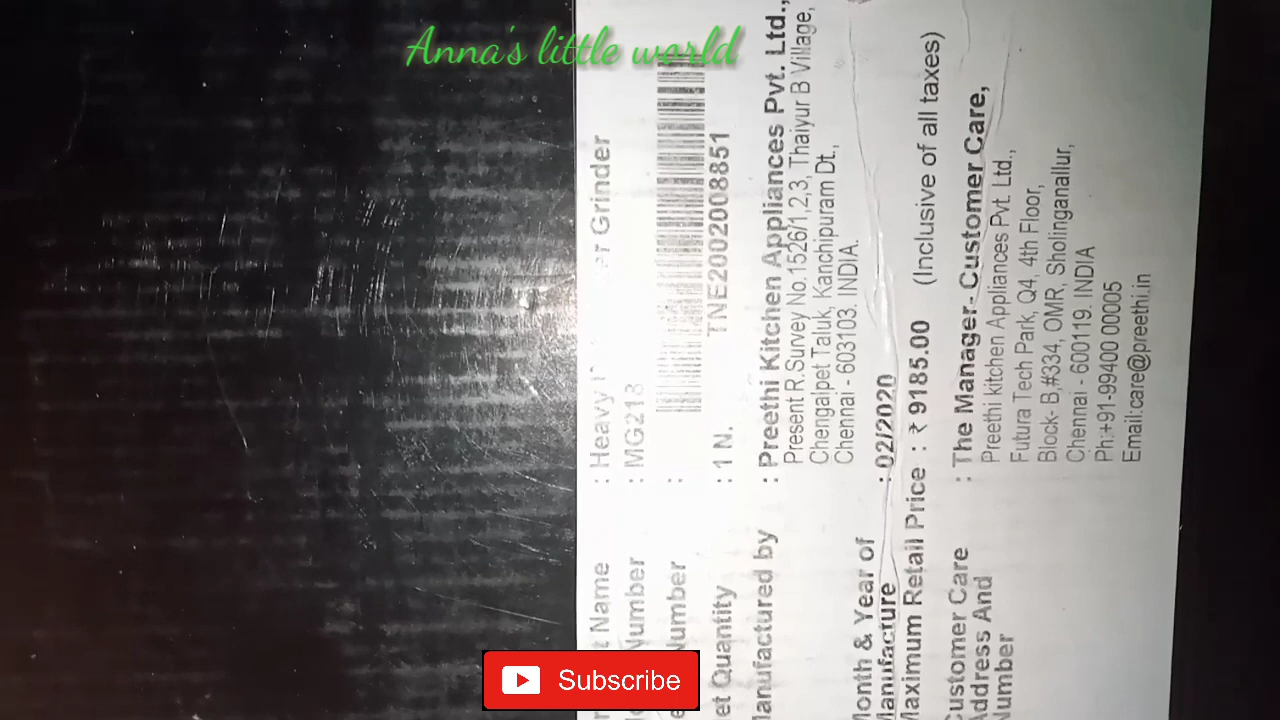 Anna's little world
t Name : Heavy Grinder
Number : MG218
Number :
TNE2002008851
et Quantity : 1 N.
Manufactured by : Preethi Kitchen Appliances Pvt. Ltd.,
Present R.Survey No.1526/1,2,3, Thaiyur B Village,
Chengalpet Taluk, Kanchipuram Dt.,
Chennai - 603103. INDIA.
Month & Year of
Manufacture : 02/2020
Maximum Retail Price : ₹ 9185.00 (Inclusive of all taxes)
Customer Care : The Manager- Customer Care,
Address And Preethi kitchen Appliances Pvt. Ltd.,
Number Futura Tech Park, Q4, 4th Floor,
Block- B,#334, OMR, Sholinganallur,
Chennai - 600119. INDIA
Ph:+91-99400 00005
Email:care@preethi.in
Subscribe